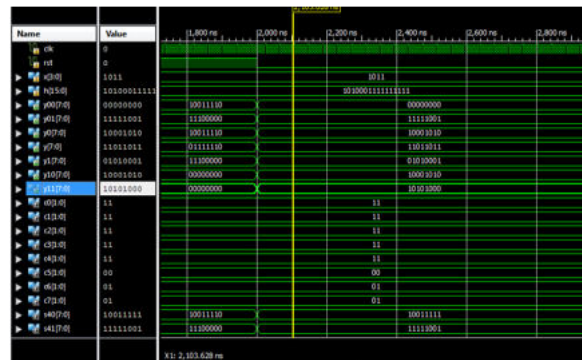 Name Value 1,800 ns 2,000 ns 2,200 ns 2,400 ns 2,600 ns 2,800 ns
clk 0
rst 0
x[3:0] 1011 1011
h[15:0] 10100011111 1010001111111111
y00[7:0] 00000000 10011110 00000000
y01[7:0] 11111001 11100000 11111001
y0[7:0] 10001010 10011110 10001010
y[7:0] 11011011 01111110 11011011
y1[7:0] 01010001 11100000 01010001
y10[7:0] 10001010 00000000 10001010
y11[7:0] 10101000 00000000 10101000
c0[1:0] 11 11
c1[1:0] 11 11
c2[1:0] 11 11
c3[1:0] 11 11
c4[1:0] 11 11
c5[1:0] 00 00
c6[1:0] 01 01
c7[1:0] 01 01
s40[7:0] 10011111 10011110 10011111
s41[7:0] 11111001 11100000 11111001
X1: 2,103.628 ns